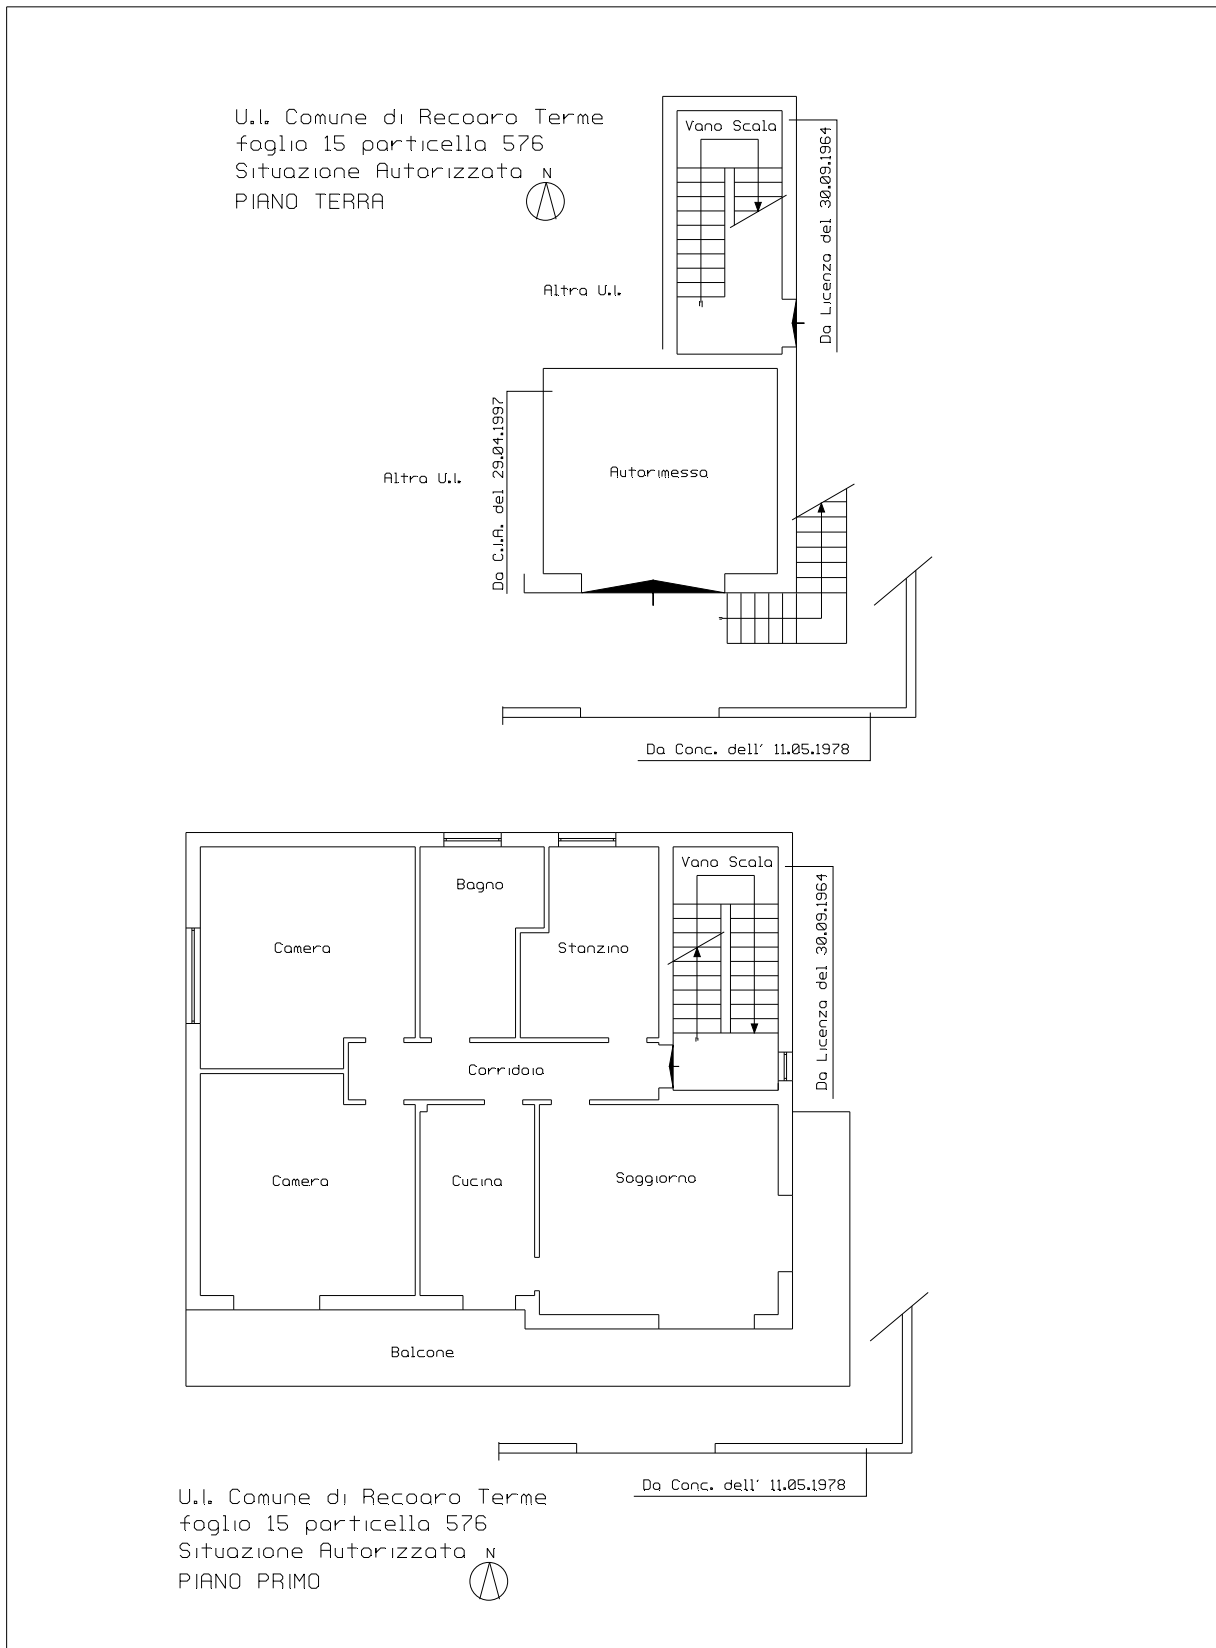 U.I. Comune di Recoaro Terme
foglio 15 particella 576
Situazione Autorizzata
PIANO TERRA
N
Vano Scala
Da Licenza del 30.09.1964
Altra U.I.
Da C.I.A. del 29.04.1997
Altra U.I.
Autorimessa
Da Conc. dell' 11.05.1978
Vano Scala
Da Licenza del 30.09.1964
Bagno
Camera
Stanzino
Corridoia
Camera
Cucina
Soggiorno
Balcone
Da Conc. dell' 11.05.1978
U.I. Comune di Recoaro Terme
foglio 15 particella 576
Situazione Autorizzata
N
PIANO PRIMO